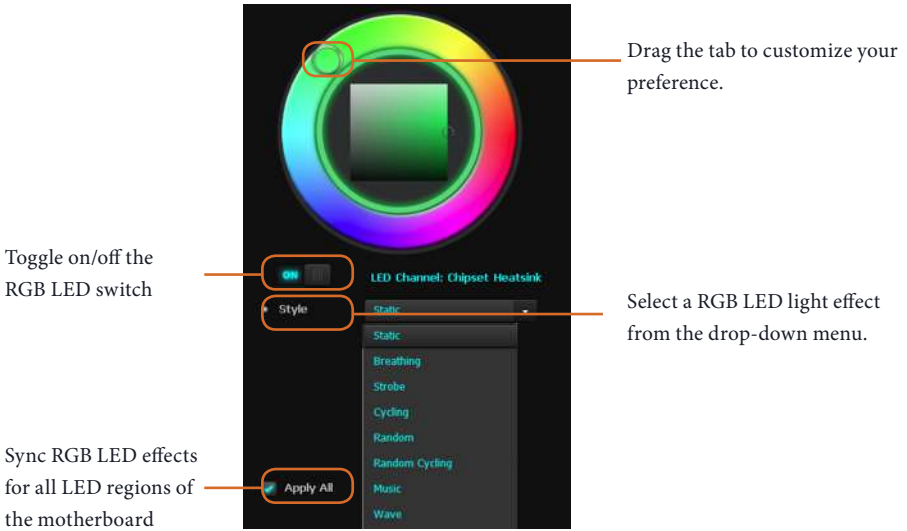 Drag the tab to customize your
preference.
Toggle on/off the
RGB LED switch
ON
LED Channel: Chipset Heatsink
Style
Static
Select a RGB LED light effect
from the drop-down menu.
Static
Breathing
Strobe
Cycling
Random
Random Cycling
Music
Wave
Sync RGB LED effects
for all LED regions of
the motherboard
Apply All